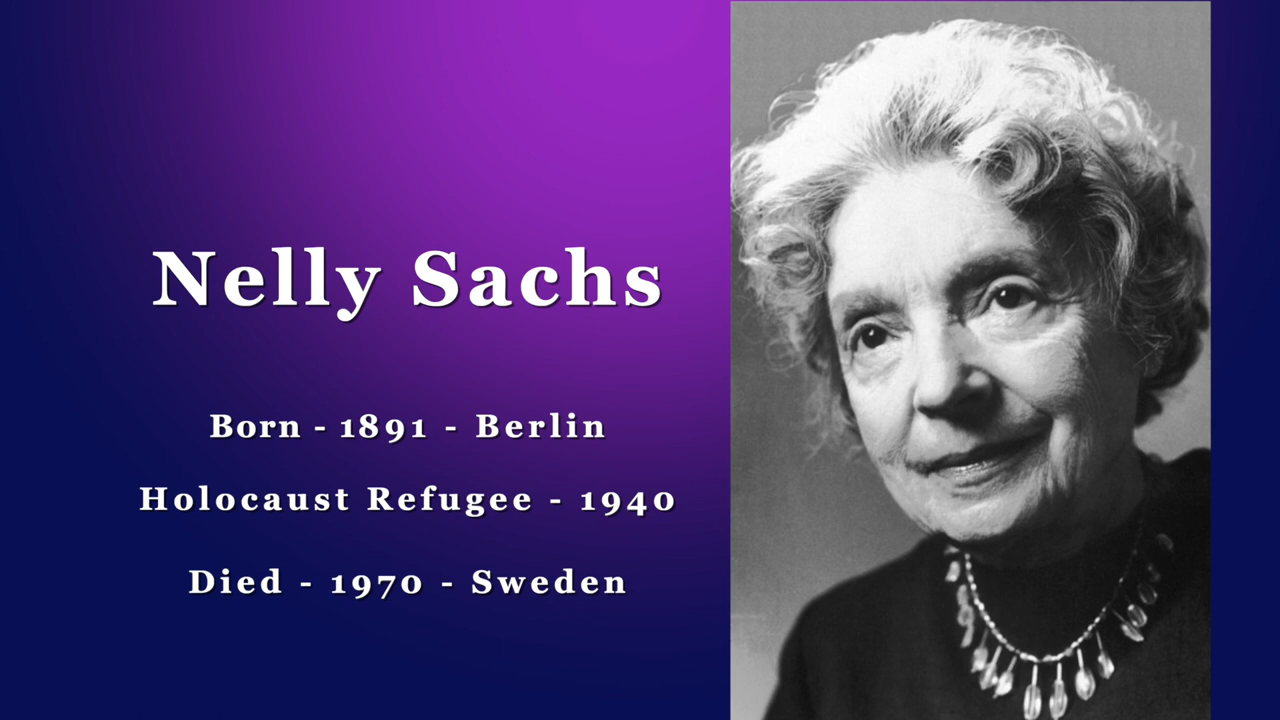 Nelly Sachs
Born - 1891 - Berlin
Holocaust Refugee - 1940
Died - 1970 - Sweden